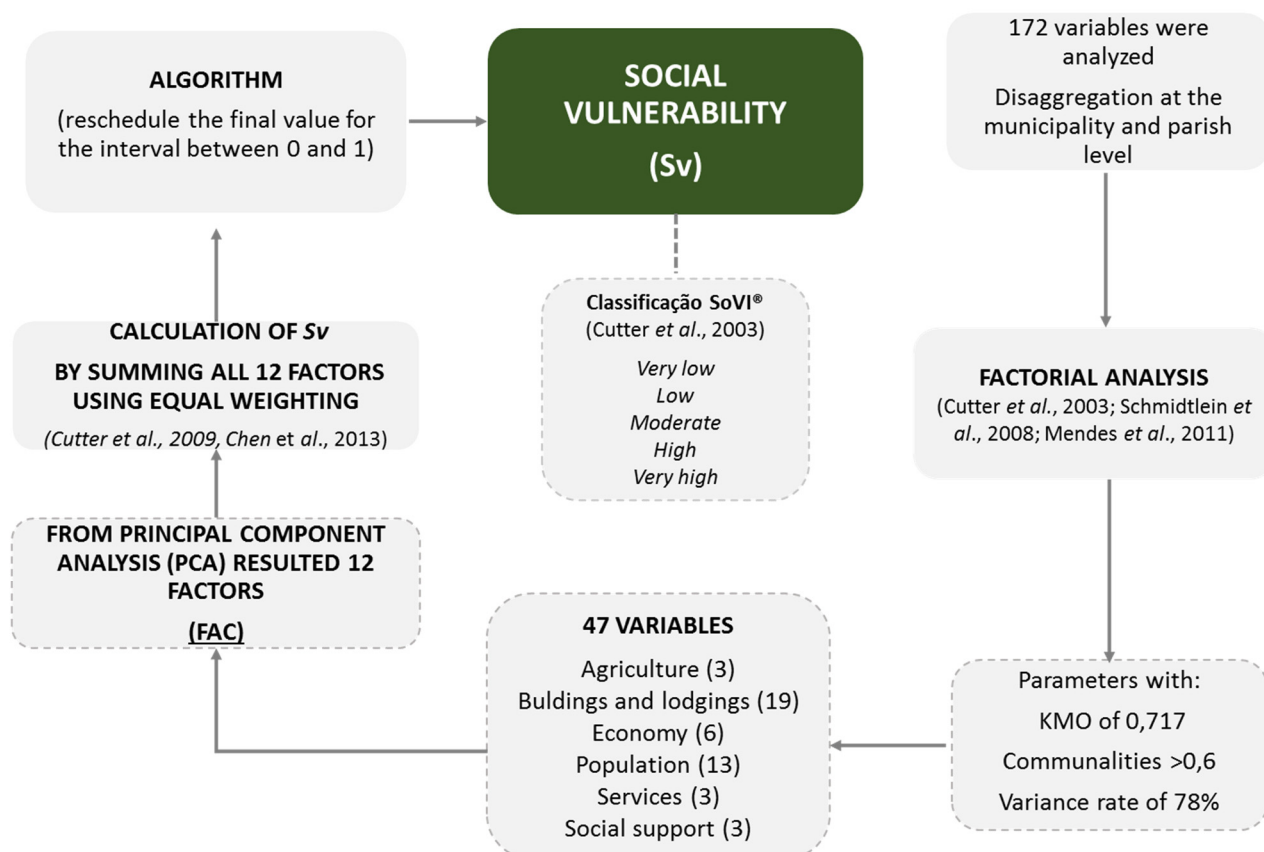 172 variables were
analyzed
Disaggregation at the
municipality and parish
level
FACTORIAL ANALYSIS
(Cutter et al., 2003; Schmidtlein et
al., 2008; Mendes et al., 2011)
Parameters with:
KMO of 0,717
Communalities >0,6
Variance rate of 78%
47 VARIABLES
Agriculture (3)
Buldings and lodgings (19)
Economy (6)
Population (13)
Services (3)
Social support (3)
FROM PRINCIPAL COMPONENT
ANALYSIS (PCA) RESULTED 12
FACTORS
(FAC)
CALCULATION OF Sv
BY SUMMING ALL 12 FACTORS
USING EQUAL WEIGHTING
(Cutter et al., 2009, Chen et al., 2013)
ALGORITHM
(reschedule the final value for
the interval between 0 and 1)
SOCIAL
VULNERABILITY
(Sv)
Classificação SoVI®
(Cutter et al., 2003)
Very low
Low
Moderate
High
Very high